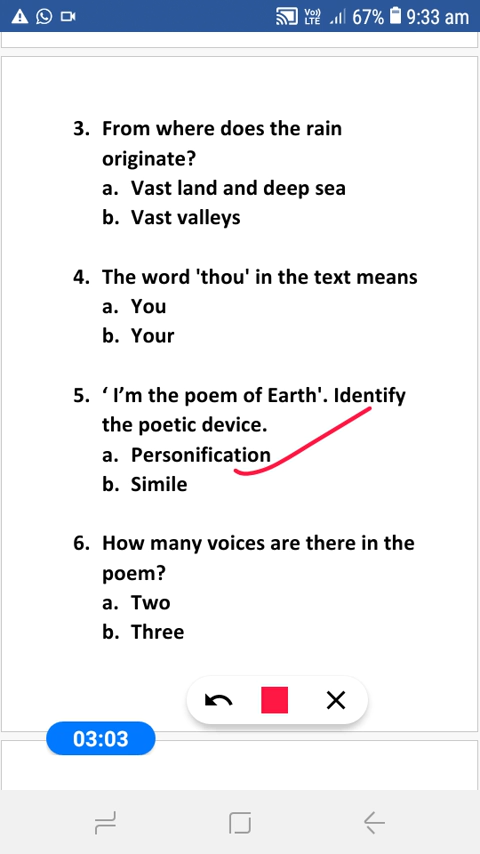 Vo))
LTE
67%
9:33 am
3. From where does the rain
originate?
a. Vast land and deep sea
b. Vast valleys
4. The word 'thou' in the text means
a. You
b. Your
5. ‘ I’m the poem of Earth'. Identify
the poetic device.
a. Personification
b. Simile
6. How many voices are there in the
poem?
a. Two
b. Three
03:03